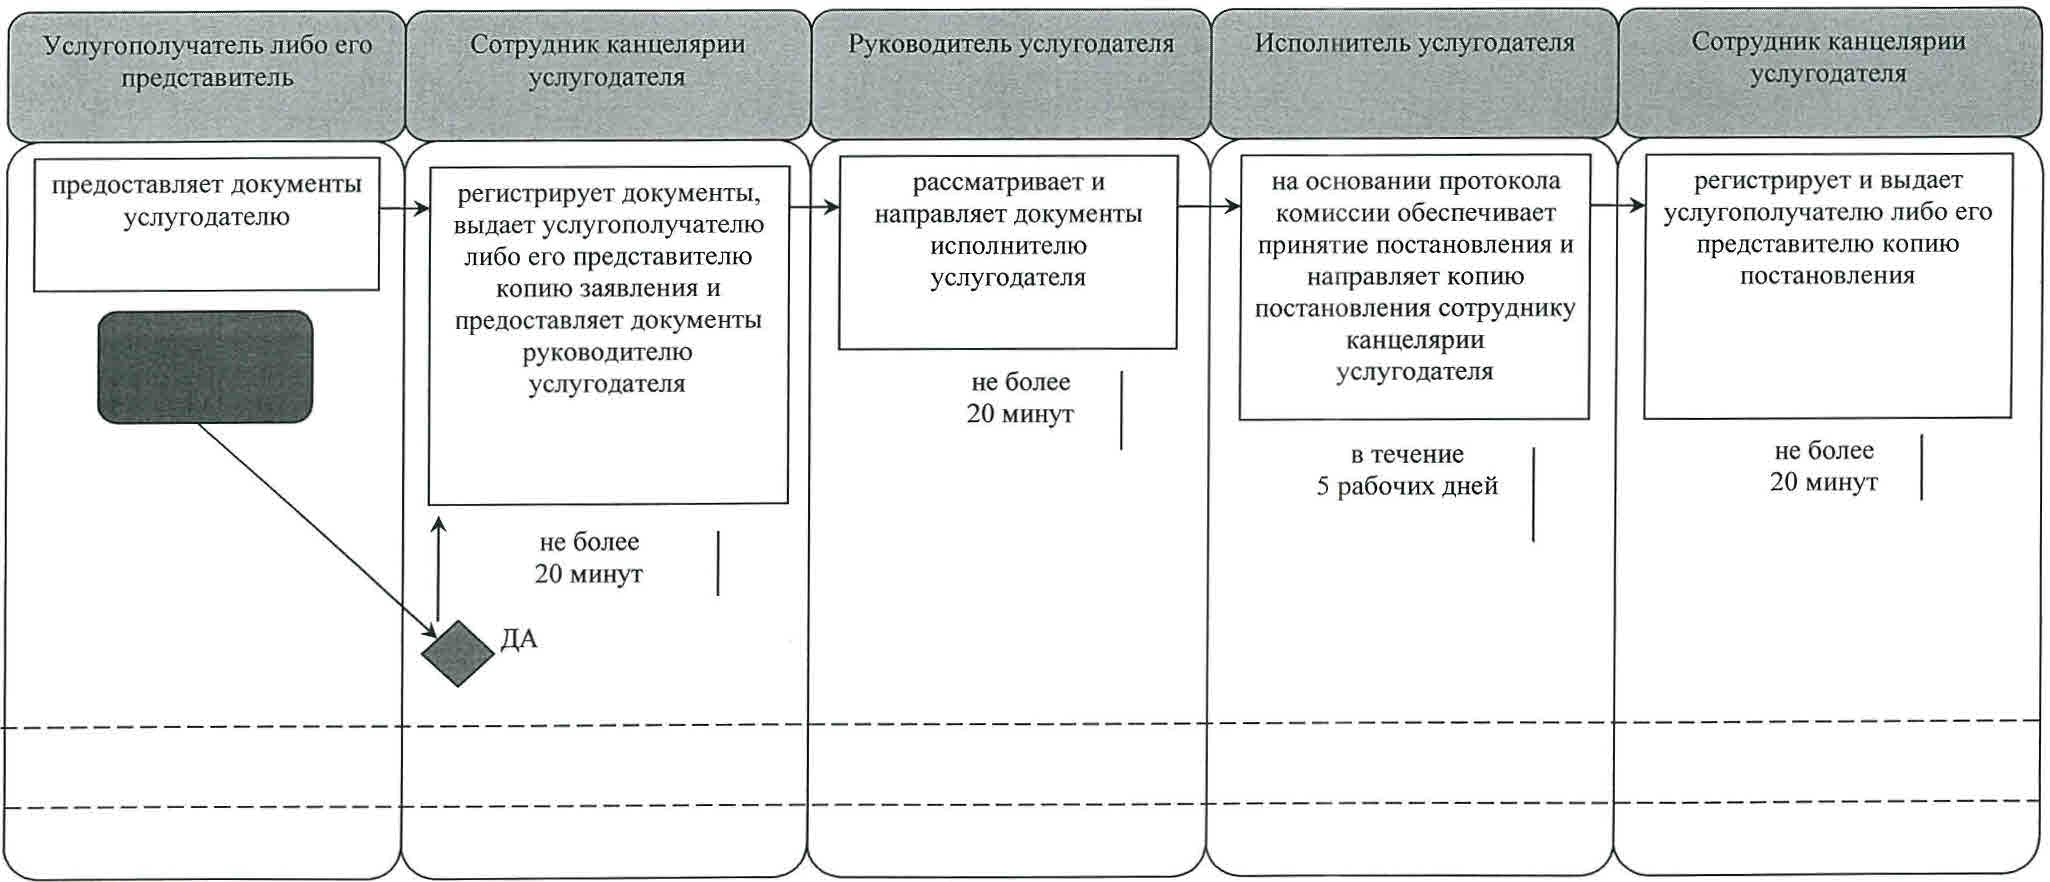 Услугополучатель либо его
представитель
Сотрудник канцелярии
услугодателя
Руководитель услугодателя
Исполнитель услугодателя
Сотрудник канцелярии
услугодателя
предоставляет документы
услугодателю
регистрирует документы,
выдает услугополучателю
либо его представителю
копию заявления и
предоставляет документы
руководителю
услугодателя
рассматривает и
направляет документы
исполнителю
услугодателя
на основании протокола
комиссии обеспечивает
принятие постановления и
направляет копию
постановления сотруднику
канцелярии
услугодателя
регистрирует и выдает
услугополучателю либо его
представителю копию
постановления
не более
20 минут
не более
20 минут
в течение
5 рабочих дней
не более
20 минут
ДА